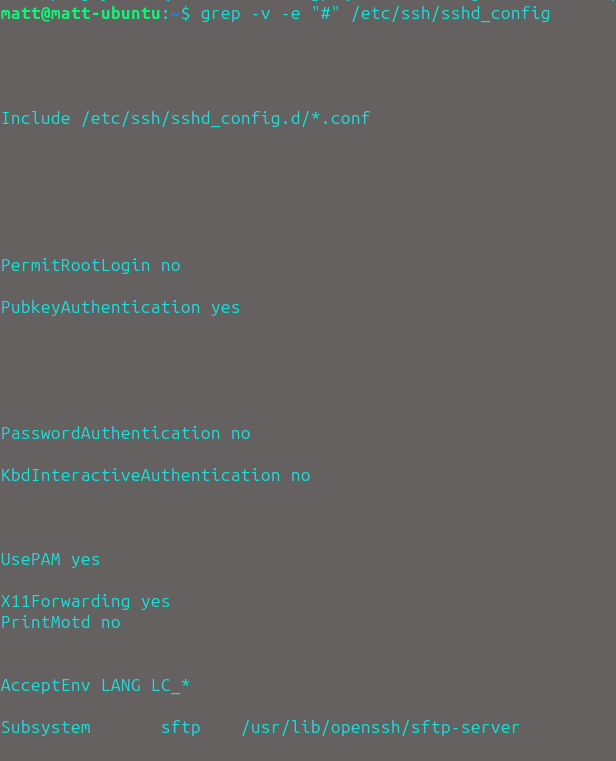 matt@matt-ubuntu:~$ grep -v -e "#" /etc/ssh/sshd_config
Include /etc/ssh/sshd_config.d/*.conf
PermitRootLogin no
PubkeyAuthentication yes
PasswordAuthentication no
KbdInteractiveAuthentication no
UsePAM yes
X11Forwarding yes
PrintMotd no
AcceptEnv LANG LC_*
Subsystem       sftp    /usr/lib/openssh/sftp-server